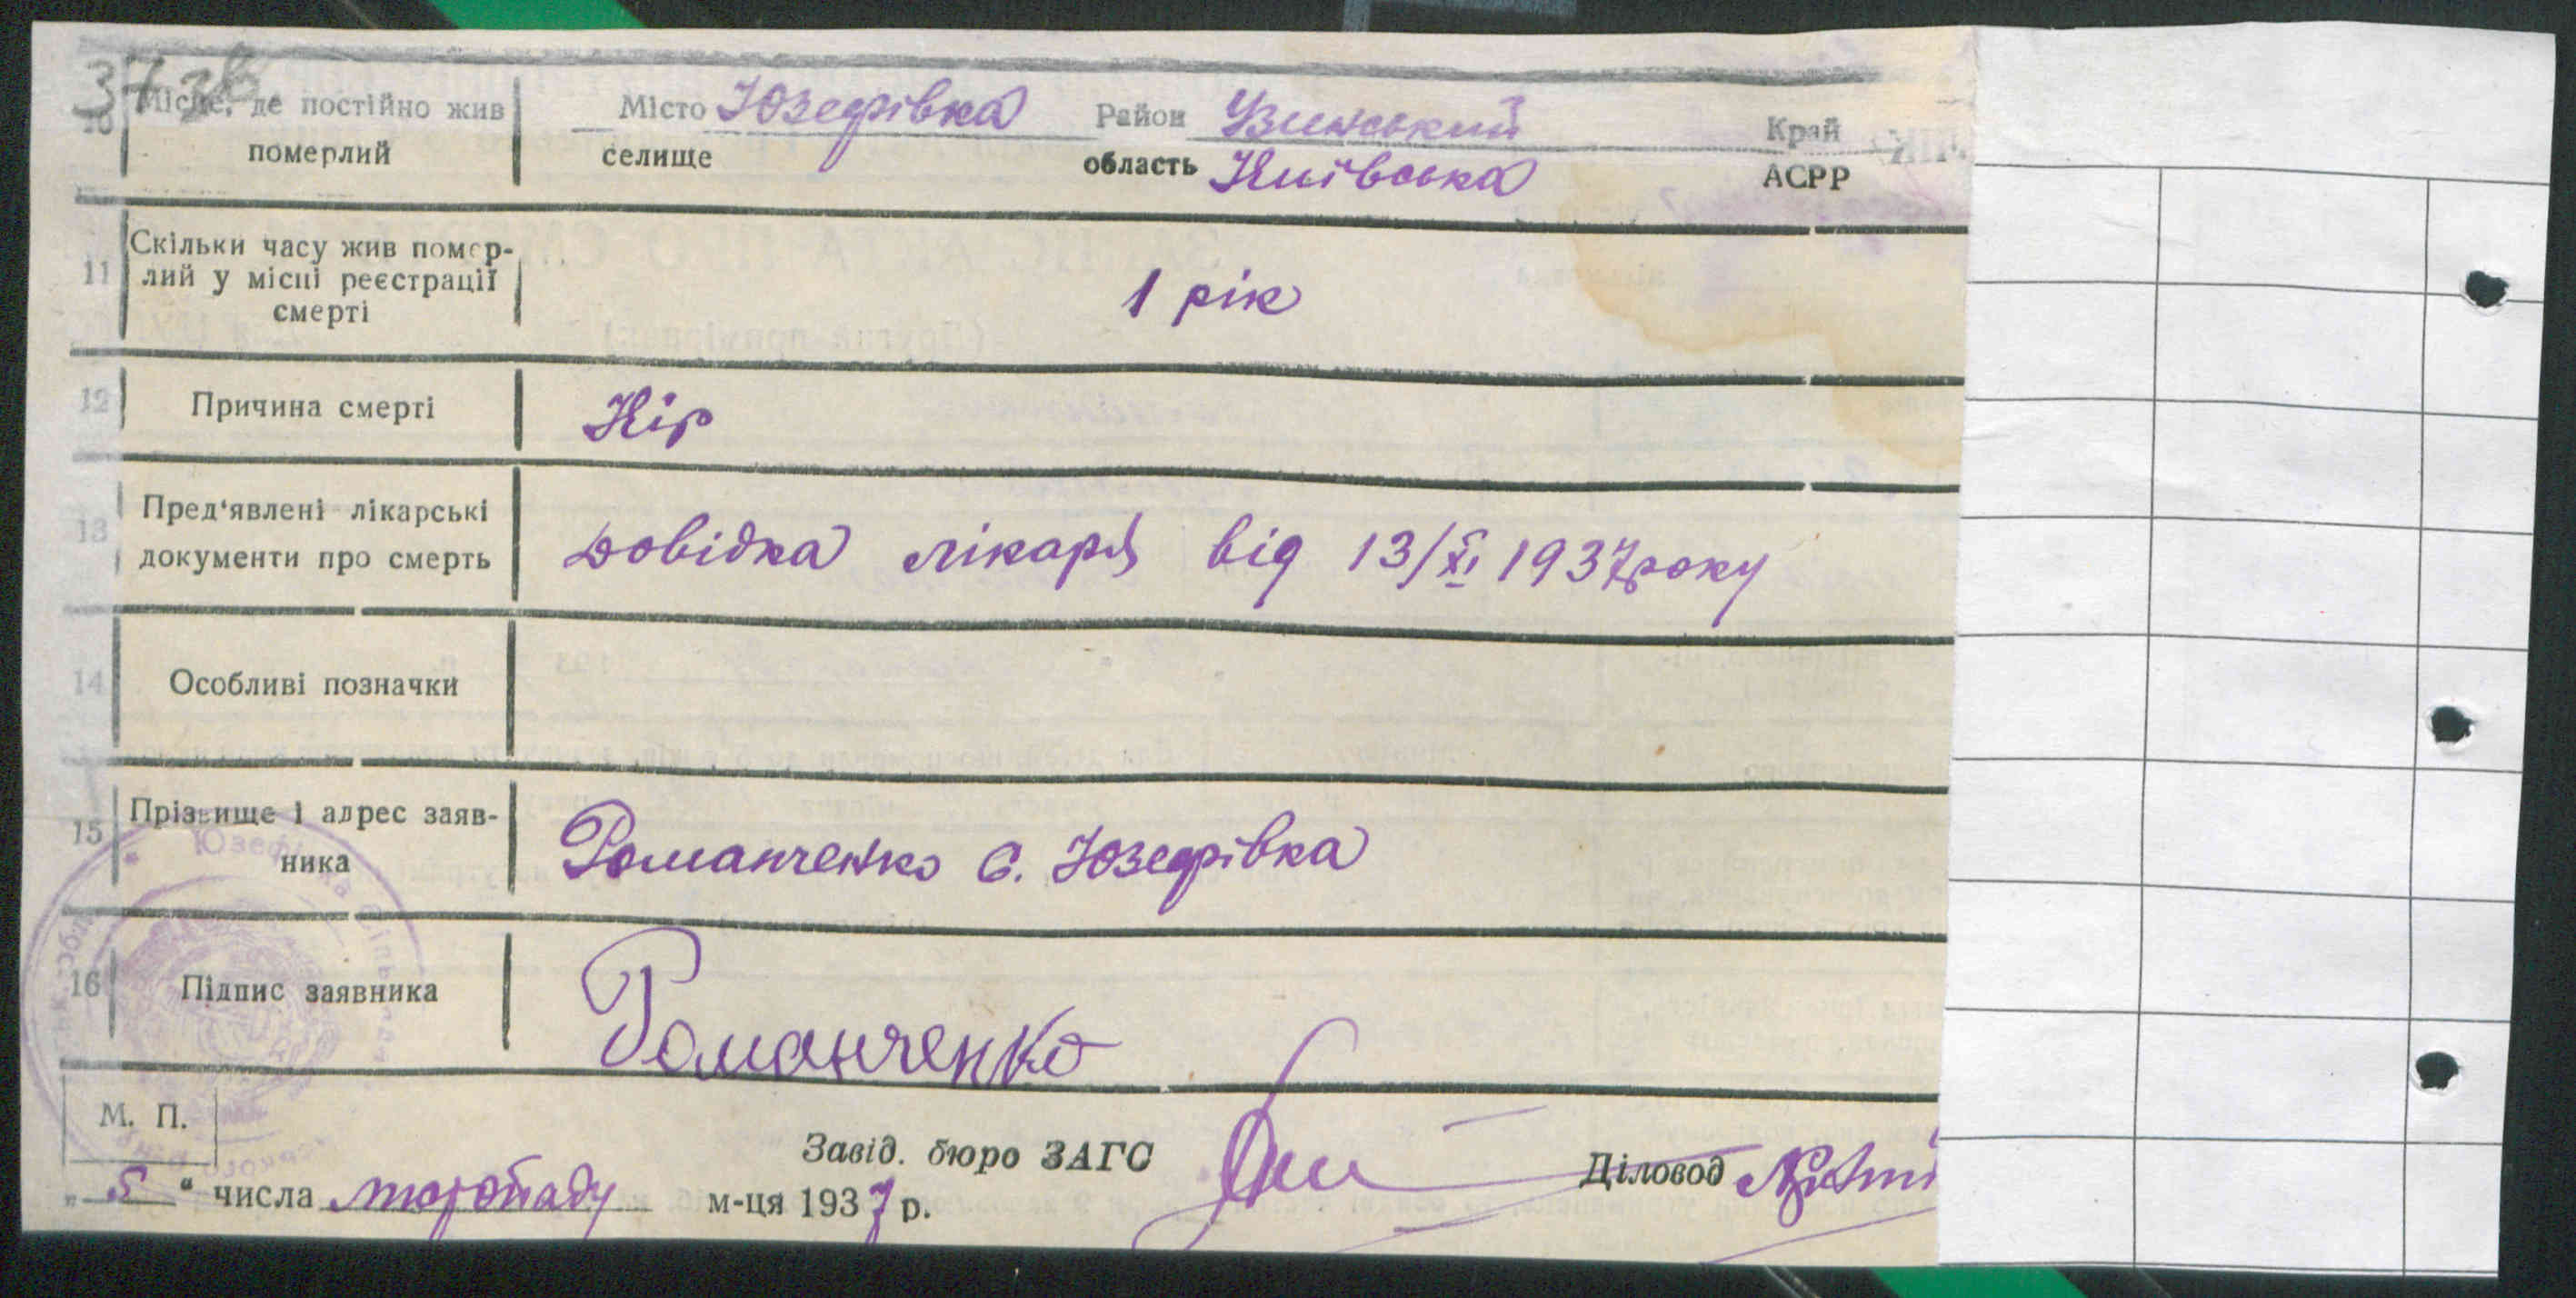 37 зв
10 Місце, де постійно жив померлий
Місто Юзефівка Район Узинський Край
селище область Київська АСРР
11 Скільки часу жив помер-
лий у місці реєстрації
смерті
1 рік
12 Причина смерті Кір
13 Пред'явлені лікарські
документи про смерть
Довідка лікаря від 13/XI 1937 року
14 Особливі позначки
15 Прізвище і адрес заяв-
ника
Романченко с. Юзефівка
16 Підпис заявника
Романченко
М. П.
Завід. бюро ЗАГС Діловод
„ 5 “ числа листопаду м-ця 1937 р.